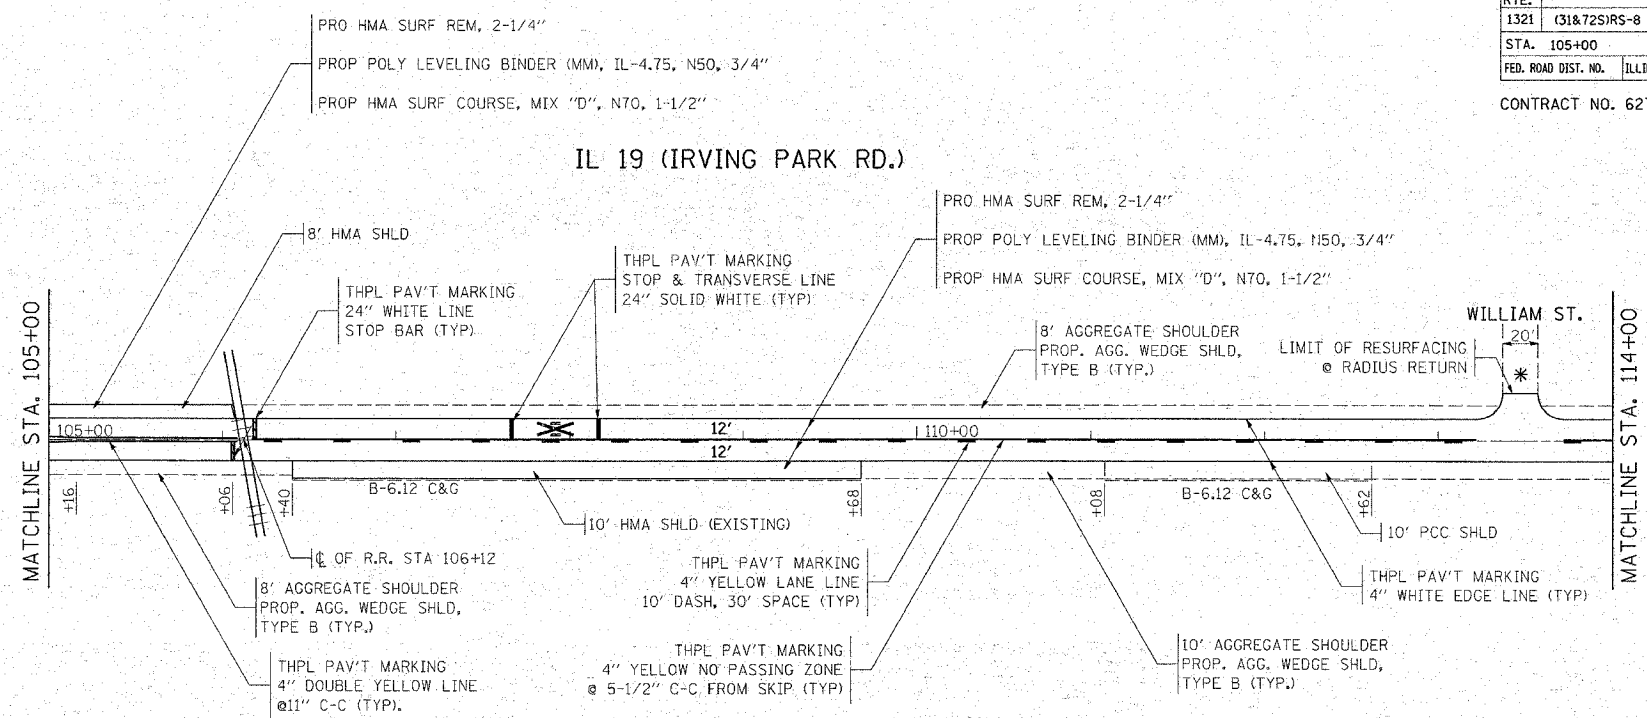 RTE.
1321 (31&72S)RS-8
STA. 105+00
FED. ROAD DIST. NO.
CONTRACT NO.
PRO HMA SURF REM, 2-1/4"
PROP POLY LEVELING BINDER (MM), IL-4.75, N50, 3/4"
PROP HMA SURF COURSE, MIX "D", N70, 1-1/2"
IL 19 (IRVING PARK RD.)
PRO HMA SURF REM, 2-1/4"
PROP POLY LEVELING BINDER (MM), IL-4.75, N50, 3/4"
PROP HMA SURF COURSE, MIX "D", N70, 1-1/2"
8' HMA SHLD
THPL PAV'T MARKING
STOP & TRANSVERSE LINE
24" SOLID WHITE (TYP)
THPL PAV'T MARKING
24" WHITE LINE
STOP BAR (TYP)
8' AGGREGATE SHOULDER
PROP. AGG. WEDGE SHLD,
TYPE B (TYP.)
WILLIAM ST.
20'
LIMIT OF RESURFACING
@ RADIUS RETURN
*
MATCHLINE STA. 105+00
MATCHLINE STA. 114+00
105+00
12'
110+00
12'
+16
+06
+40
B-6.12 C&G
+68
+08
B-6.12 C&G
+62
10' HMA SHLD (EXISTING)
10' PCC SHLD
℄ OF R.R. STA 106+12
THPL PAV'T MARKING
4" YELLOW LANE LINE
10' DASH, 30' SPACE (TYP)
THPL PAV'T MARKING
4" WHITE EDGE LINE (TYP)
8' AGGREGATE SHOULDER
PROP. AGG. WEDGE SHLD,
TYPE B (TYP.)
THPL PAV'T MARKING
4" YELLOW NO PASSING ZONE
@ 5-1/2" C-C FROM SKIP (TYP)
10' AGGREGATE SHOULDER
PROP. AGG. WEDGE SHLD,
TYPE B (TYP.)
THPL PAV'T MARKING
4" DOUBLE YELLOW LINE
@11" C-C (TYP).